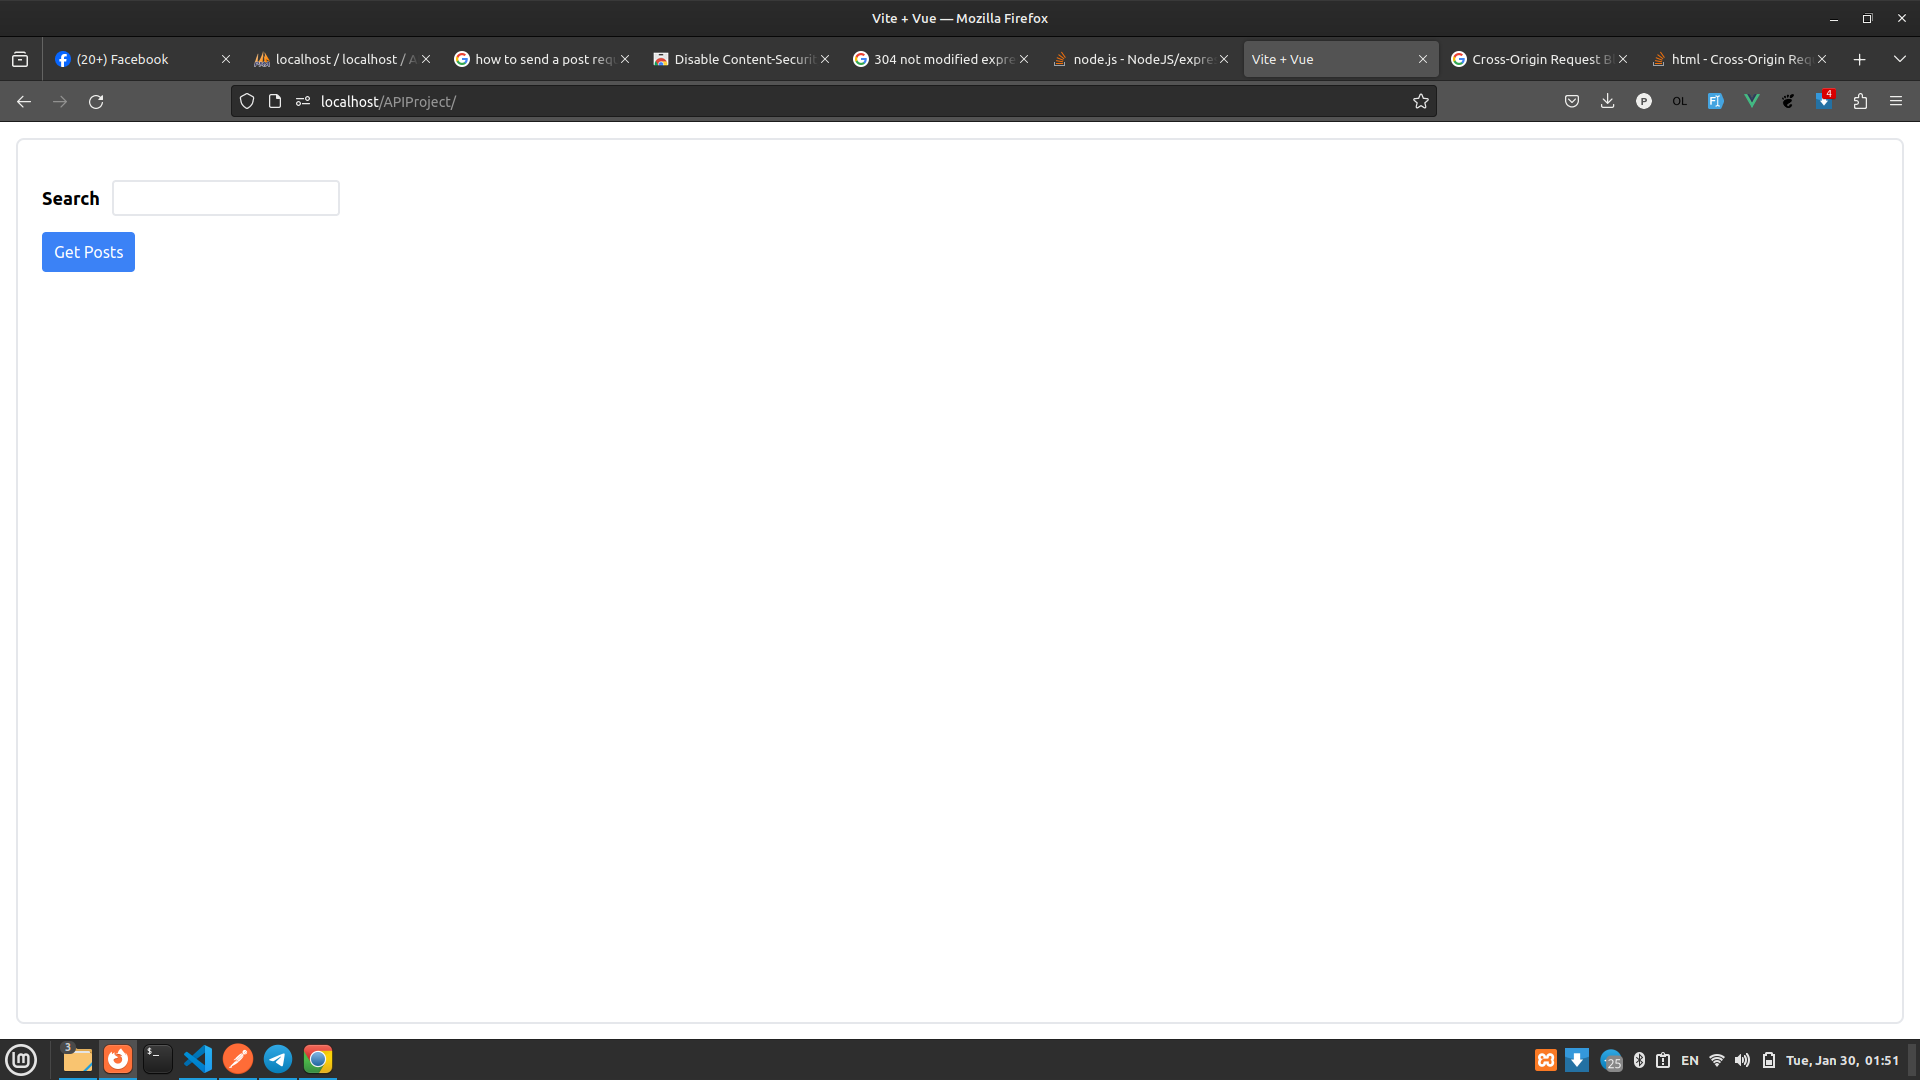 Vite + Vue — Mozilla Firefox
(20+) Facebook
localhost / localhost / A
how to send a post requ
Disable Content-Securit
304 not modified expre
node.js - NodeJS/expre
Vite + Vue
Cross-Origin Request Bl
html - Cross-Origin Req
localhost/APIProject/
P
OL
4
Search
Get Posts
3
25
EN
Tue, Jan 30, 01:51